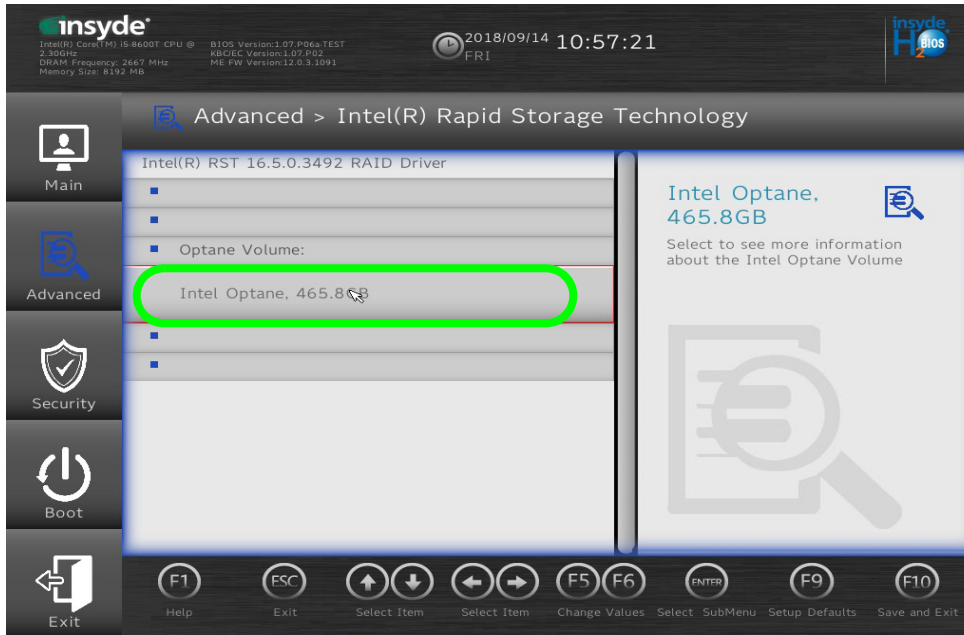 insyde®
Intel(R) Core(TM) i5-8600T CPU @ 2.30GHz
DRAM Frequency: 2667 MHz
Memory Size: 8192 MB
BIOS Version:1.07.P06a-TEST
KBC/EC Version:1.07.P02
ME FW Version:12.0.3.1091
2018/09/14 10:57:21
FRI
insyde
H2
BIOS
Advanced > Intel(R) Rapid Storage Technology
Main
Advanced
Security
Boot
Exit
Intel(R) RST 16.5.0.3492 RAID Driver
Optane Volume:
Intel Optane, 465.8GB
Intel Optane,
465.8GB
Select to see more information
about the Intel Optane Volume
F1 ESC F5 F6 ENTER F9 F10
Help Exit Select Item Select Item Change Values Select SubMenu Setup Defaults Save and Exit